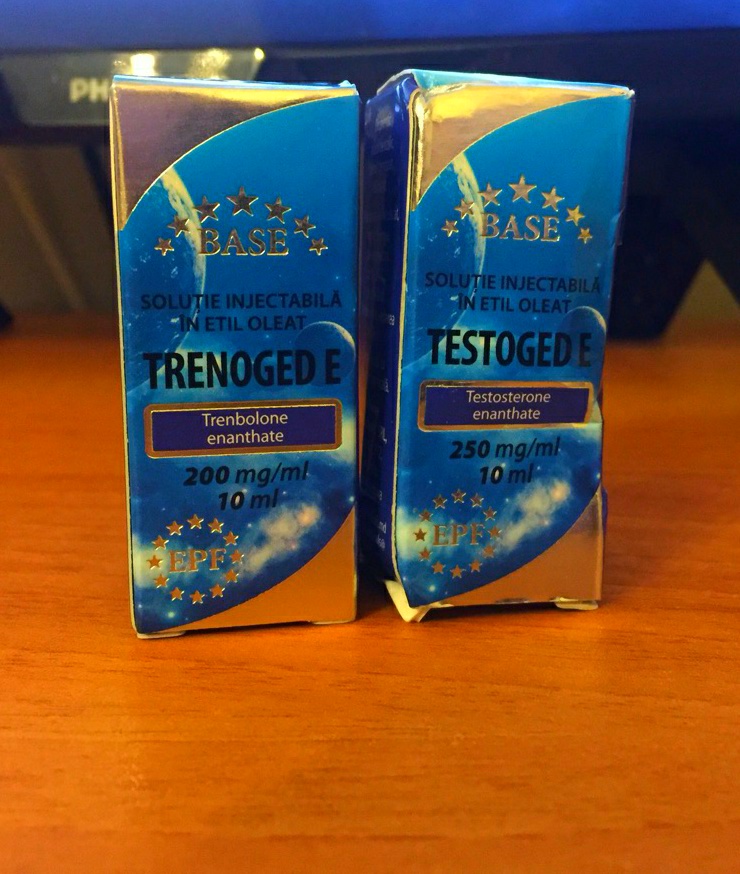 PH
BASE
SOLUȚIE INJECTABILĂ
ÎN ETIL OLEAT
TRENOGED E
Trenbolone
enanthate
200 mg/ml
10 ml
EPF
BASE
SOLUȚIE INJECTABILĂ
ÎN ETIL OLEAT
TESTOGED E
Testosterone
enanthate
250 mg/ml
10 ml
EPF